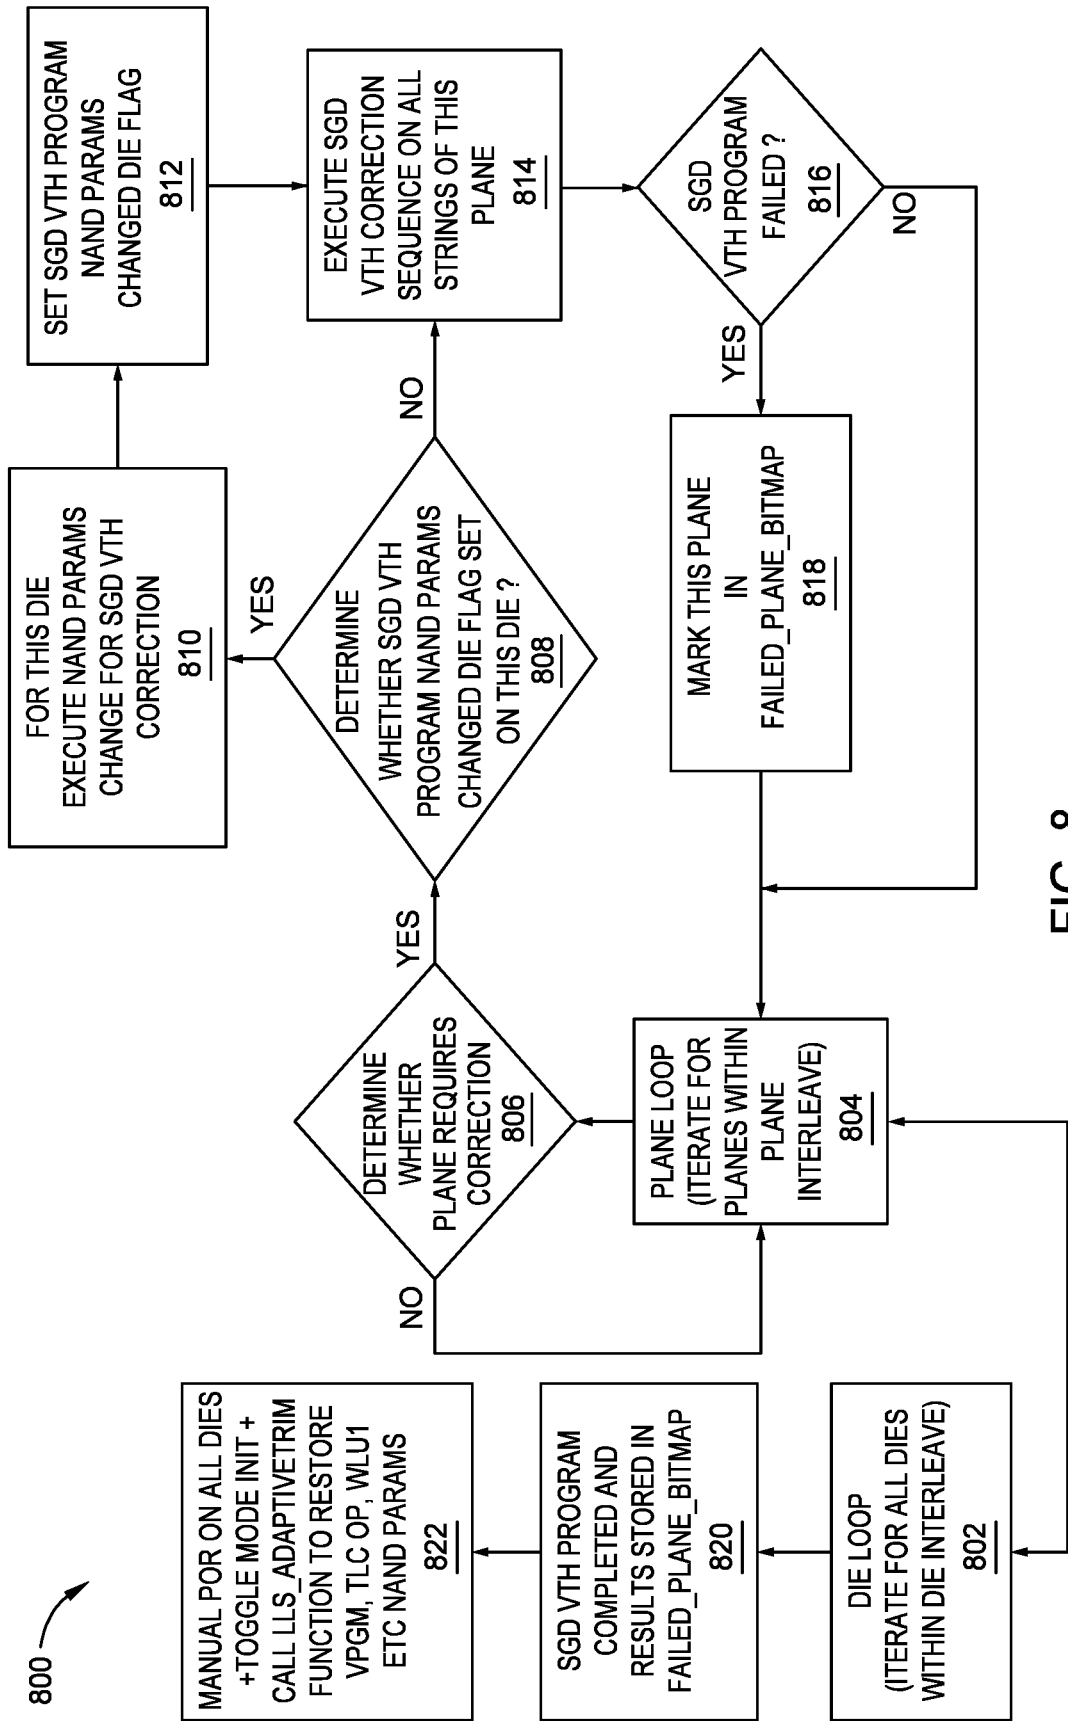 800
MANUAL POR ON ALL DIES
+TOGGLE MODE INIT +
CALL LLS_ADAPTIVETRIM
FUNCTION TO RESTORE
VPGM, TLC OP, WLU1
ETC NAND PARAMS
822
SGD VTH PROGRAM
COMPLETED AND
RESULTS STORED IN
FAILED_PLANE_BITMAP
820
DIE LOOP
(ITERATE FOR ALL DIES
WITHIN DIE INTERLEAVE)
802
PLANE LOOP
(ITERATE FOR
PLANES WITHIN
PLANE
INTERLEAVE)
804
DETERMINE
WHETHER
PLANE REQUIRES
CORRECTION
806
NO
YES
DETERMINE
WHETHER SGD VTH
PROGRAM NAND PARAMS
CHANGED DIE FLAG SET
ON THIS DIE ?
808
YES
NO
FOR THIS DIE
EXECUTE NAND PARAMS
CHANGE FOR SGD VTH
CORRECTION
810
SET SGD VTH PROGRAM
NAND PARAMS
CHANGED DIE FLAG
812
EXECUTE SGD
VTH CORRECTION
SEQUENCE ON ALL
STRINGS OF THIS
PLANE
814
SGD
VTH PROGRAM
FAILED ?
816
YES
NO
MARK THIS PLANE
IN
FAILED_PLANE_BITMAP
818
FIG. 8